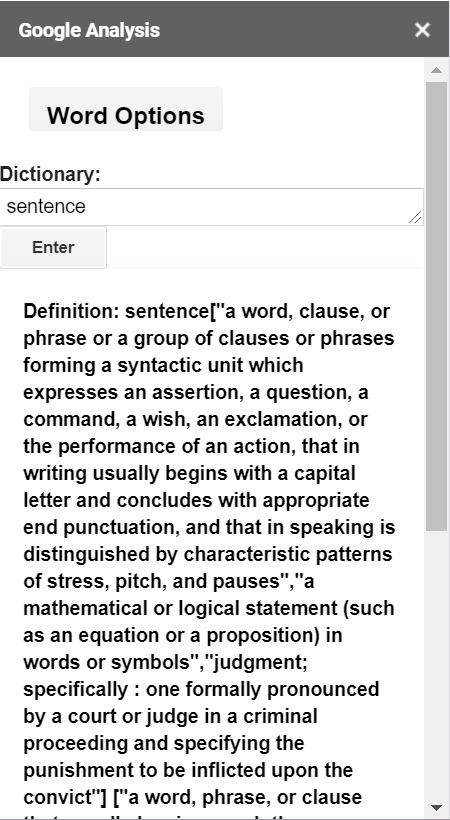 Google Analysis ×
Word Options
Dictionary:
sentence
Enter
Definition: sentence["a word, clause, or
phrase or a group of clauses or phrases
forming a syntactic unit which
expresses an assertion, a question, a
command, a wish, an exclamation, or
the performance of an action, that in
writing usually begins with a capital
letter and concludes with appropriate
end punctuation, and that in speaking is
distinguished by characteristic patterns
of stress, pitch, and pauses","a
mathematical or logical statement (such
as an equation or a proposition) in
words or symbols","judgment;
specifically : one formally pronounced
by a court or judge in a criminal
proceeding and specifying the
punishment to be inflicted upon the
convict"] ["a word, phrase, or clause